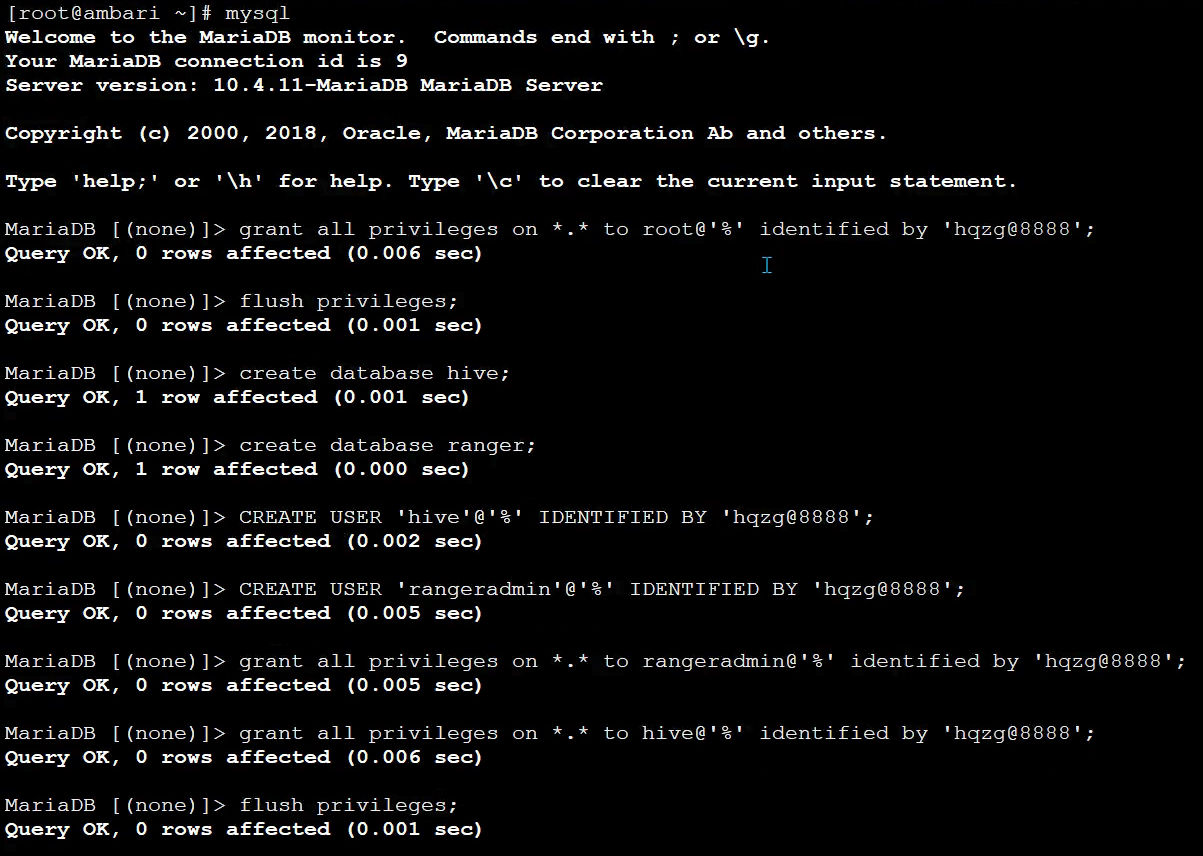 [root@ambari ~]# mysql
Welcome to the MariaDB monitor.  Commands end with ; or \g.
Your MariaDB connection id is 9
Server version: 10.4.11-MariaDB MariaDB Server
Copyright (c) 2000, 2018, Oracle, MariaDB Corporation Ab and others.
Type 'help;' or '\h' for help. Type '\c' to clear the current input statement.
MariaDB [(none)]> grant all privileges on *.* to root@'%' identified by 'hqzg@8888';
Query OK, 0 rows affected (0.006 sec)
MariaDB [(none)]> flush privileges;
Query OK, 0 rows affected (0.001 sec)
MariaDB [(none)]> create database hive;
Query OK, 1 row affected (0.001 sec)
MariaDB [(none)]> create database ranger;
Query OK, 1 row affected (0.000 sec)
MariaDB [(none)]> CREATE USER 'hive'@'%' IDENTIFIED BY 'hqzg@8888';
Query OK, 0 rows affected (0.002 sec)
MariaDB [(none)]> CREATE USER 'rangeradmin'@'%' IDENTIFIED BY 'hqzg@8888';
Query OK, 0 rows affected (0.005 sec)
MariaDB [(none)]> grant all privileges on *.* to rangeradmin@'%' identified by 'hqzg@8888';
Query OK, 0 rows affected (0.005 sec)
MariaDB [(none)]> grant all privileges on *.* to hive@'%' identified by 'hqzg@8888';
Query OK, 0 rows affected (0.006 sec)
MariaDB [(none)]> flush privileges;
Query OK, 0 rows affected (0.001 sec)